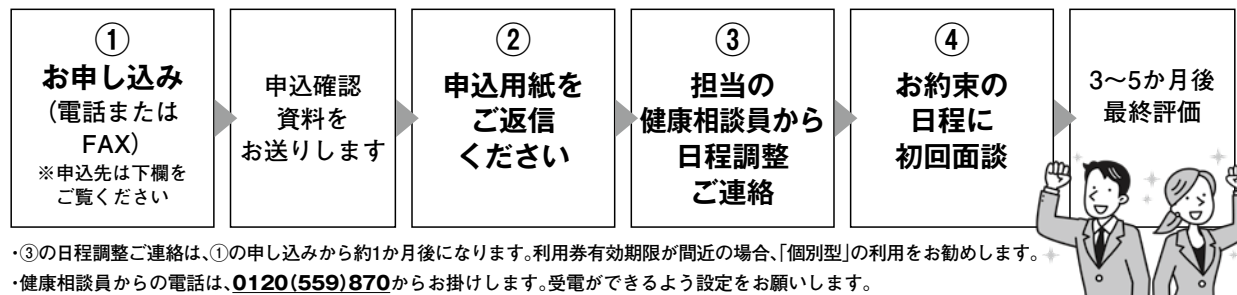 ①
お申し込み
(電話または
FAX)
※申込先は下欄を
ご覧ください
申込確認
資料を
お送りします
②
申込用紙を
ご返信
ください
③
担当の
健康相談員から
日程調整
ご連絡
④
お約束の
日程に
初回面談
3〜5か月後
最終評価
・③の日程調整ご連絡は、①の申し込みから約1か月後になります。利用券有効期限が間近の場合、「個別型」の利用をお勧めします。
・健康相談員からの電話は、0120(559)870からお掛けします。受電ができるよう設定をお願いします。